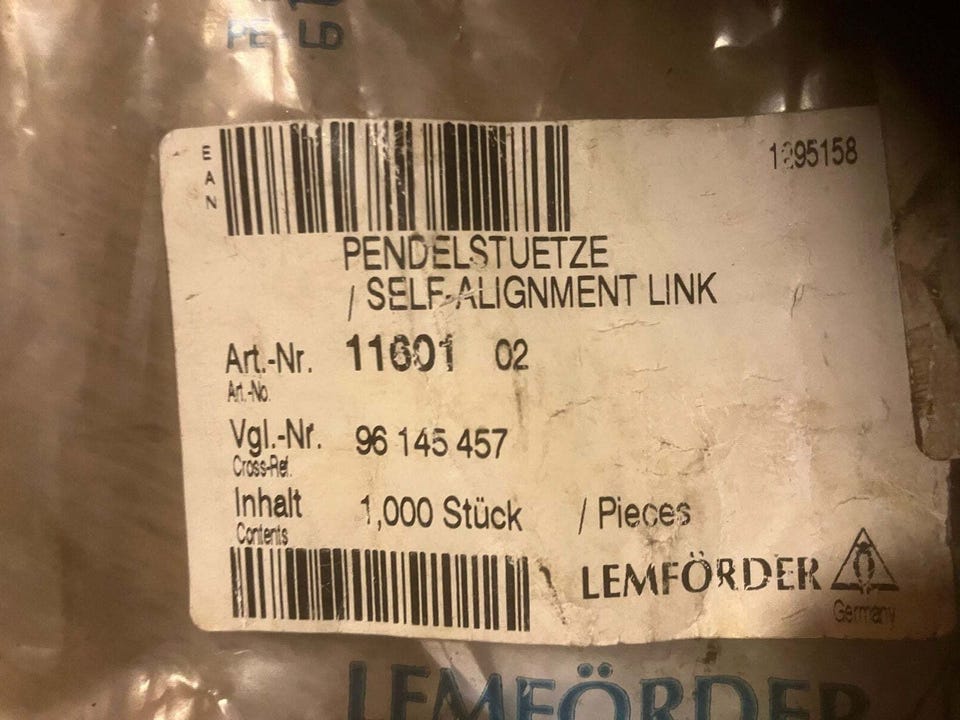 PE-LD
EAN
PENDELSTUETZE
/ SELF-ALIGNMENT LINK
Art.-Nr. 11601 02
Art.-No.
Vgl.-Nr. 96 145 457
Cross-Ref.
Inhalt 1,000 Stück / Pieces
Contents
LEMFÖRDER
Germany
LEMFÖRDER